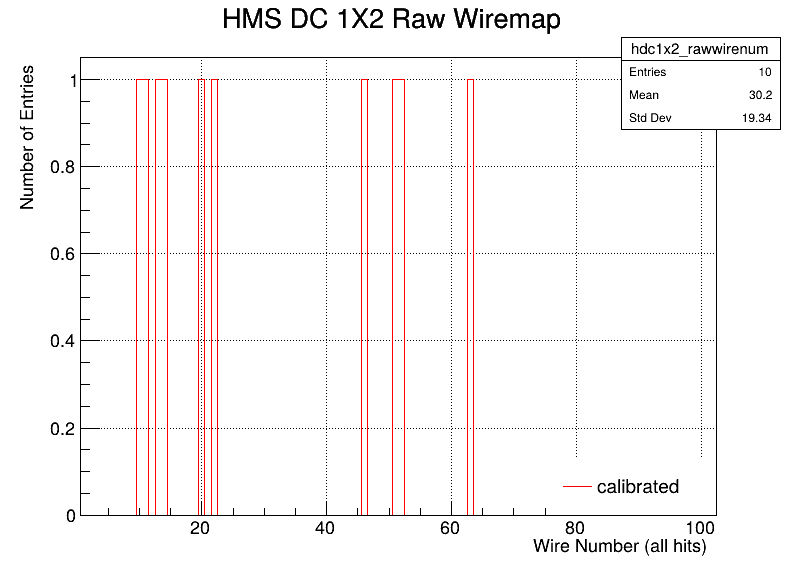 HMS DC 1X2 Raw Wiremap
hdc1x2_rawwirenum
Entries 10
Mean 30.2
Std Dev 19.34
Number of Entries
1
0.8
0.6
0.4
0.2
0
20 40 60 80 100
Wire Number (all hits)
calibrated